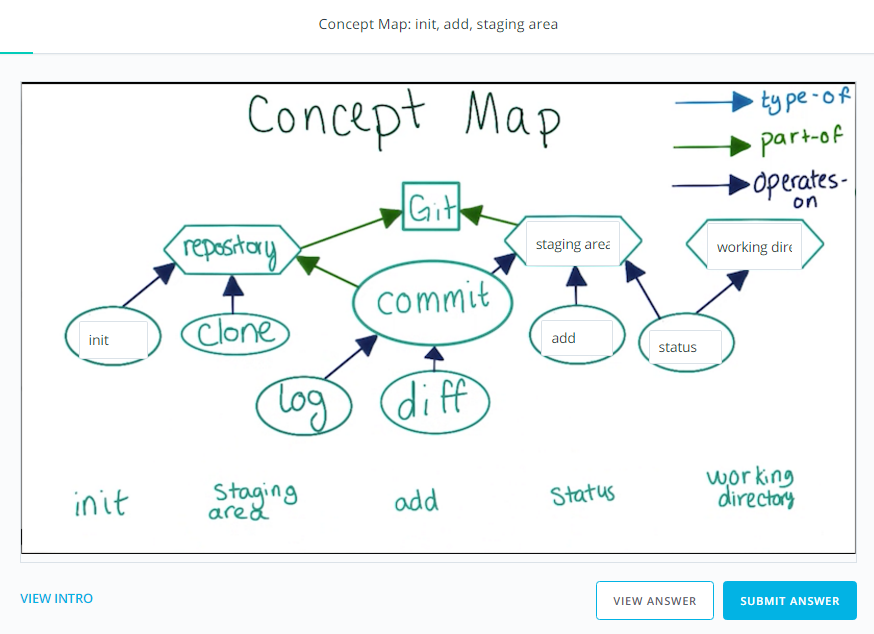 Concept Map: init, add, staging area
Concept Map
type-of
part-of
operates-
on
Git
repository
staging area
working dire
commit
init
Clone
add
status
log
diff
init
Staging
area
add
Status
working
directory
VIEW INTRO
VIEW ANSWER
SUBMIT ANSWER